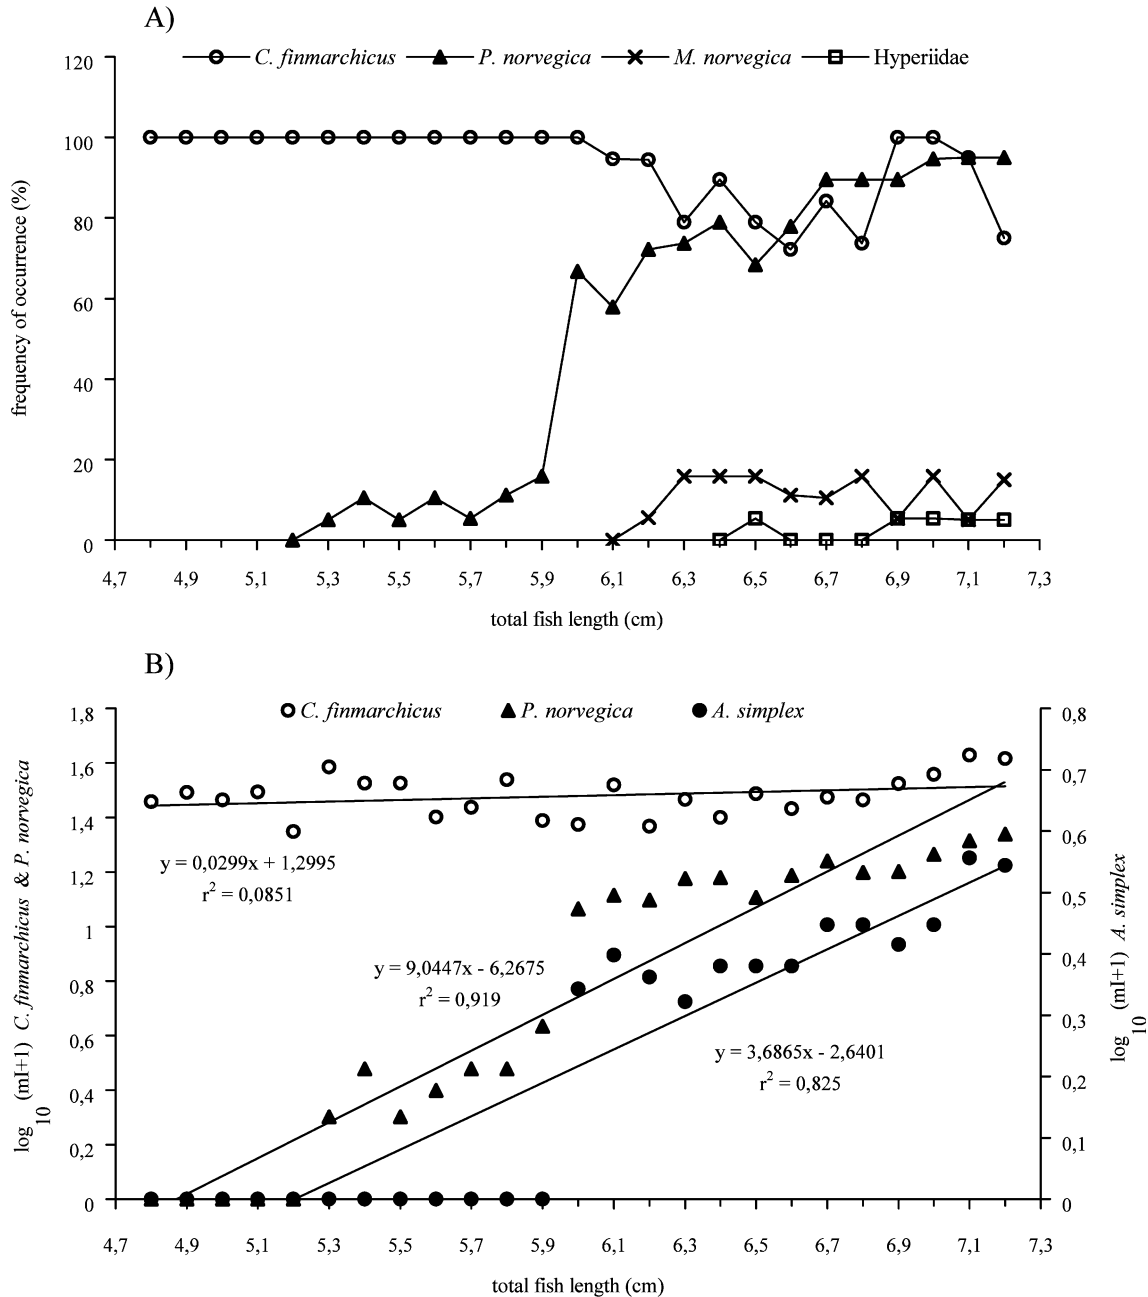 A)
C. finmarchicus P. norvegica M. norvegica Hyperiidae
120
100
80
60
40
20
0
frequency of occurrence (%)
4,7 4,9 5,1 5,3 5,5 5,7 5,9 6,1 6,3 6,5 6,7 6,9 7,1 7,3
total fish length (cm)
B)
C. finmarchicus P. norvegica A. simplex
1,8
1,6
1,4
1,2
1
0,8
0,6
0,4
0,2
0
log10 (mI+1) C. finmarchicus & P. norvegica
y = 0,0299x + 1,2995
r2 = 0,0851
y = 9,0447x - 6,2675
r2 = 0,919
y = 3,6865x - 2,6401
r2 = 0,825
0,8
0,7
0,6
0,5
0,4
0,3
0,2
0,1
0
log10 (mI+1) A. simplex
4,7 4,9 5,1 5,3 5,5 5,7 5,9 6,1 6,3 6,5 6,7 6,9 7,1 7,3
total fish length (cm)